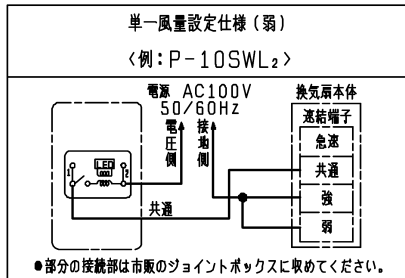 単一風量設定仕様（弱）
〈例：P-10SWL₂〉
電源 AC100V
50/60Hz
電圧側
接地側
換気扇本体
速結端子
急速
共通
強
弱
LED
1
2
共通
●部分の接続部は市販のジョイントボックスに収めてください。